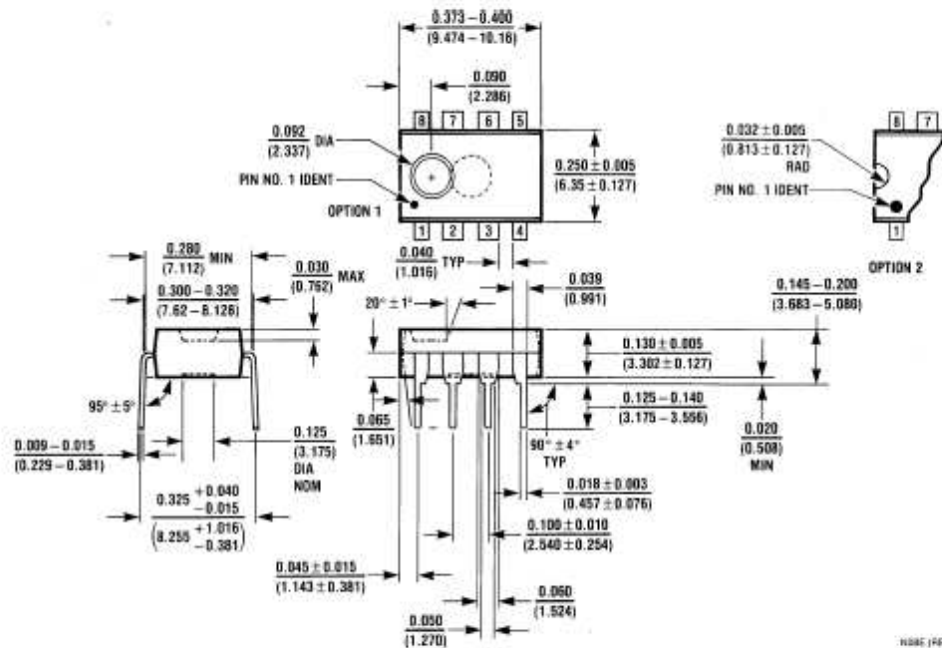 0.373 – 0.400
(9.474 – 10.16)
0.090
(2.286)
8 7 6 5
0.092 DIA
(2.337)
PIN NO. 1 IDENT
OPTION 1
0.250 ± 0.005
(6.35 ± 0.127)
1 2 3 4
0.032 ± 0.005
(0.813 ± 0.127)
RAD
PIN NO. 1 IDENT
8 7
1
OPTION 2
0.280 MIN
(7.112)
0.300 – 0.320
(7.62 – 8.128)
0.030 MAX
(0.762)
0.040 TYP
(1.016)
20° ± 1°
0.039
(0.991)
0.145 – 0.200
(3.683 – 5.080)
0.130 ± 0.005
(3.302 ± 0.127)
0.125 – 0.140
(3.175 – 3.556)
0.020
(0.508)
MIN
95° ± 5°
0.009 – 0.015
(0.229 – 0.381)
0.125
(3.175)
DIA
NOM
0.065
(1.651)
90° ± 4°
TYP
0.018 ± 0.003
(0.457 ± 0.076)
0.325 +0.040
–0.015
(8.255 +1.016
–0.381)
0.100 ± 0.010
(2.540 ± 0.254)
0.045 ± 0.015
(1.143 ± 0.381)
0.060
(1.524)
0.050
(1.270)